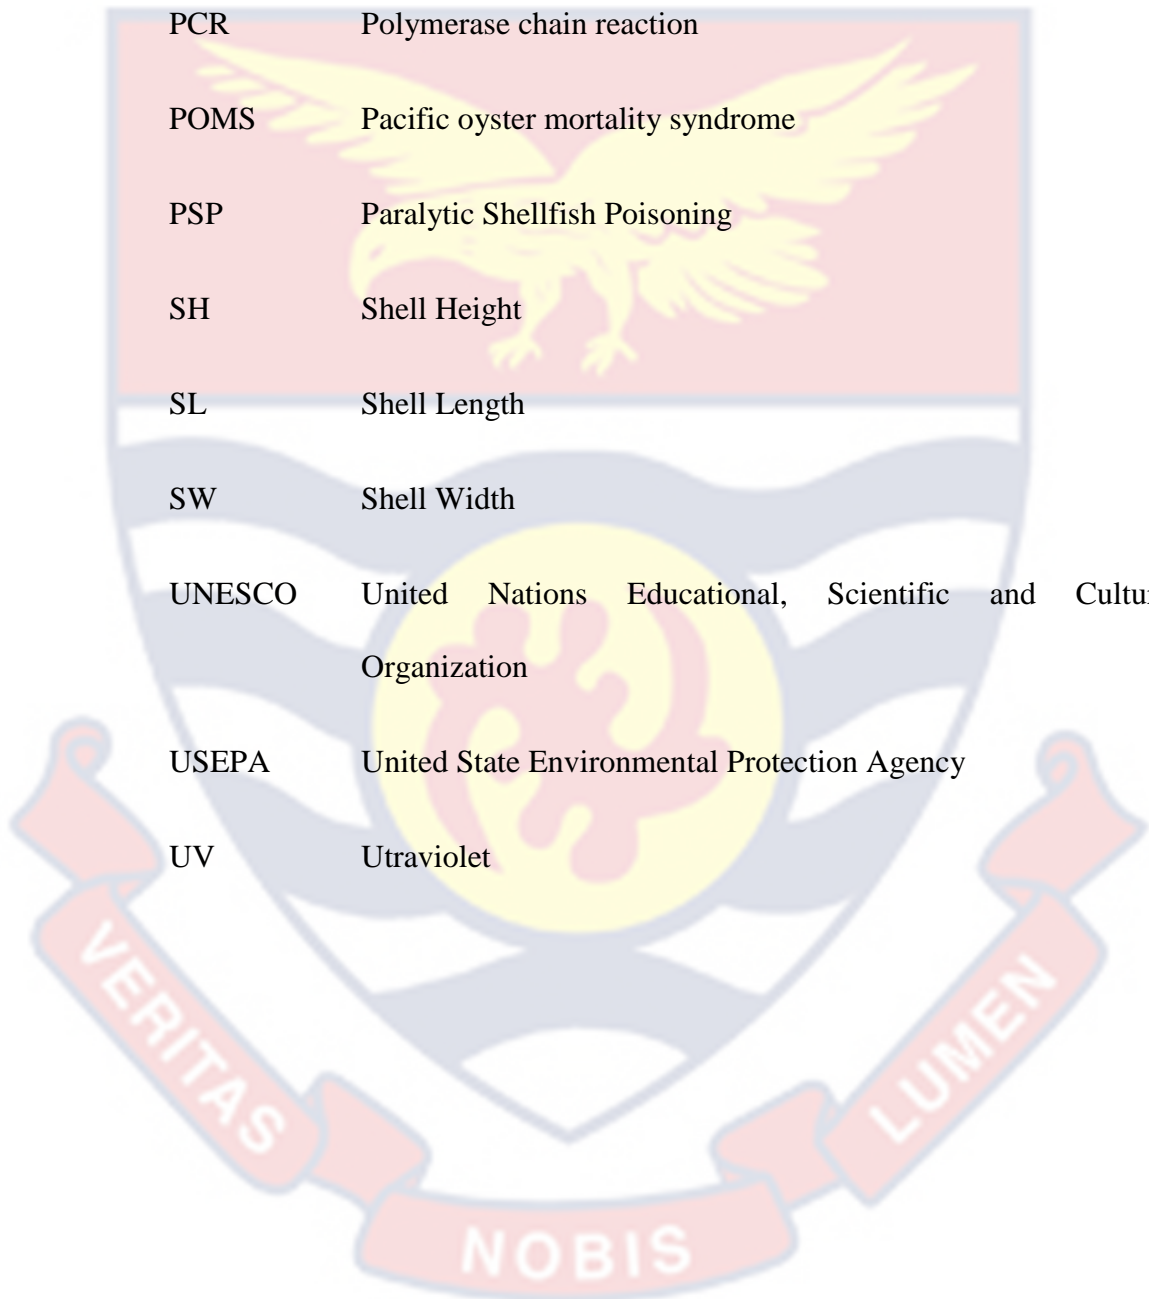 PCR Polymerase chain reaction
POMS Pacific oyster mortality syndrome
PSP Paralytic Shellfish Poisoning
SH Shell Height
SL Shell Length
SW Shell Width
UNESCO United Nations Educational, Scientific and Cultu
Organization
USEPA United State Environmental Protection Agency
UV Utraviolet
VERITAS NOBIS LUMEN